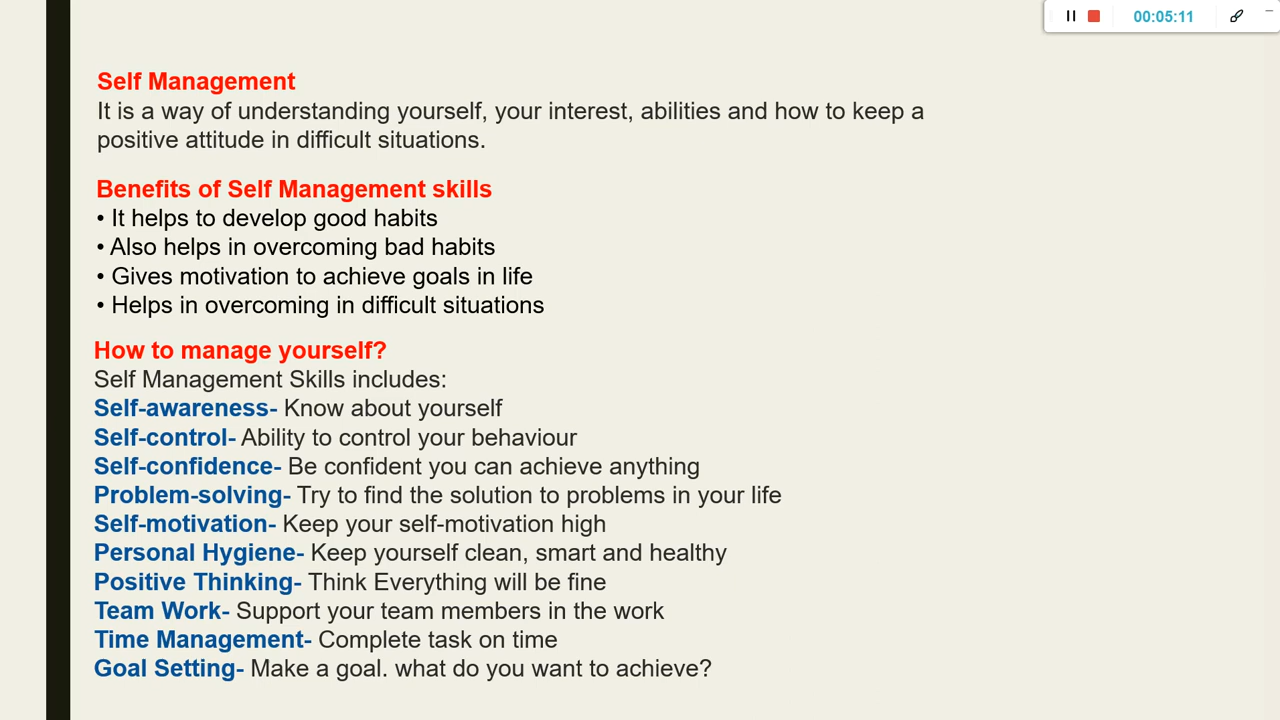 00:05:11
Self Management
It is a way of understanding yourself, your interest, abilities and how to keep a
positive attitude in difficult situations.
Benefits of Self Management skills
• It helps to develop good habits
• Also helps in overcoming bad habits
• Gives motivation to achieve goals in life
• Helps in overcoming in difficult situations
How to manage yourself?
Self Management Skills includes:
Self-awareness- Know about yourself
Self-control- Ability to control your behaviour
Self-confidence- Be confident you can achieve anything
Problem-solving- Try to find the solution to problems in your life
Self-motivation- Keep your self-motivation high
Personal Hygiene- Keep yourself clean, smart and healthy
Positive Thinking- Think Everything will be fine
Team Work- Support your team members in the work
Time Management- Complete task on time
Goal Setting- Make a goal. what do you want to achieve?